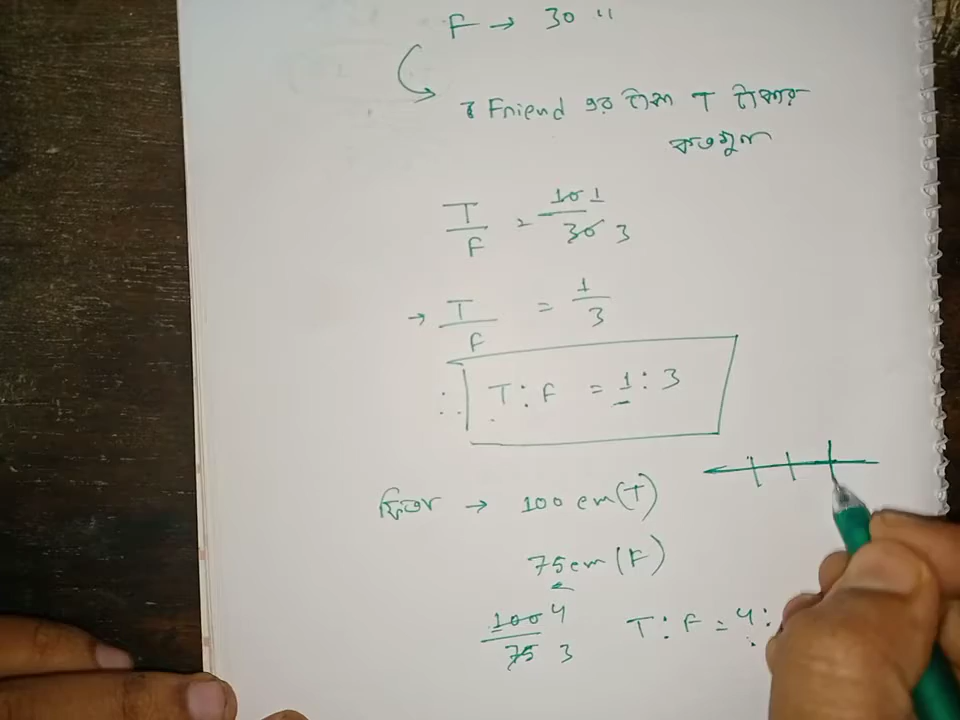 F → 30 "
Friend এর টাকা T টাকার
কতগুন
T/F = 10 1/30 3
→ T/F = 1/3
∴ T : F = 1 : 3
ফিতা → 100 cm (T)
75 cm (F)
100 4/75 3 T : F = 4 :